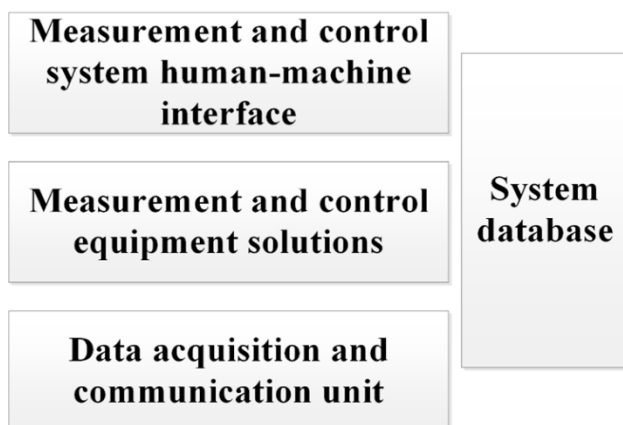 Measurement and control
system human-machine
interface
Measurement and control
equipment solutions
Data acquisition and
communication unit
System
database